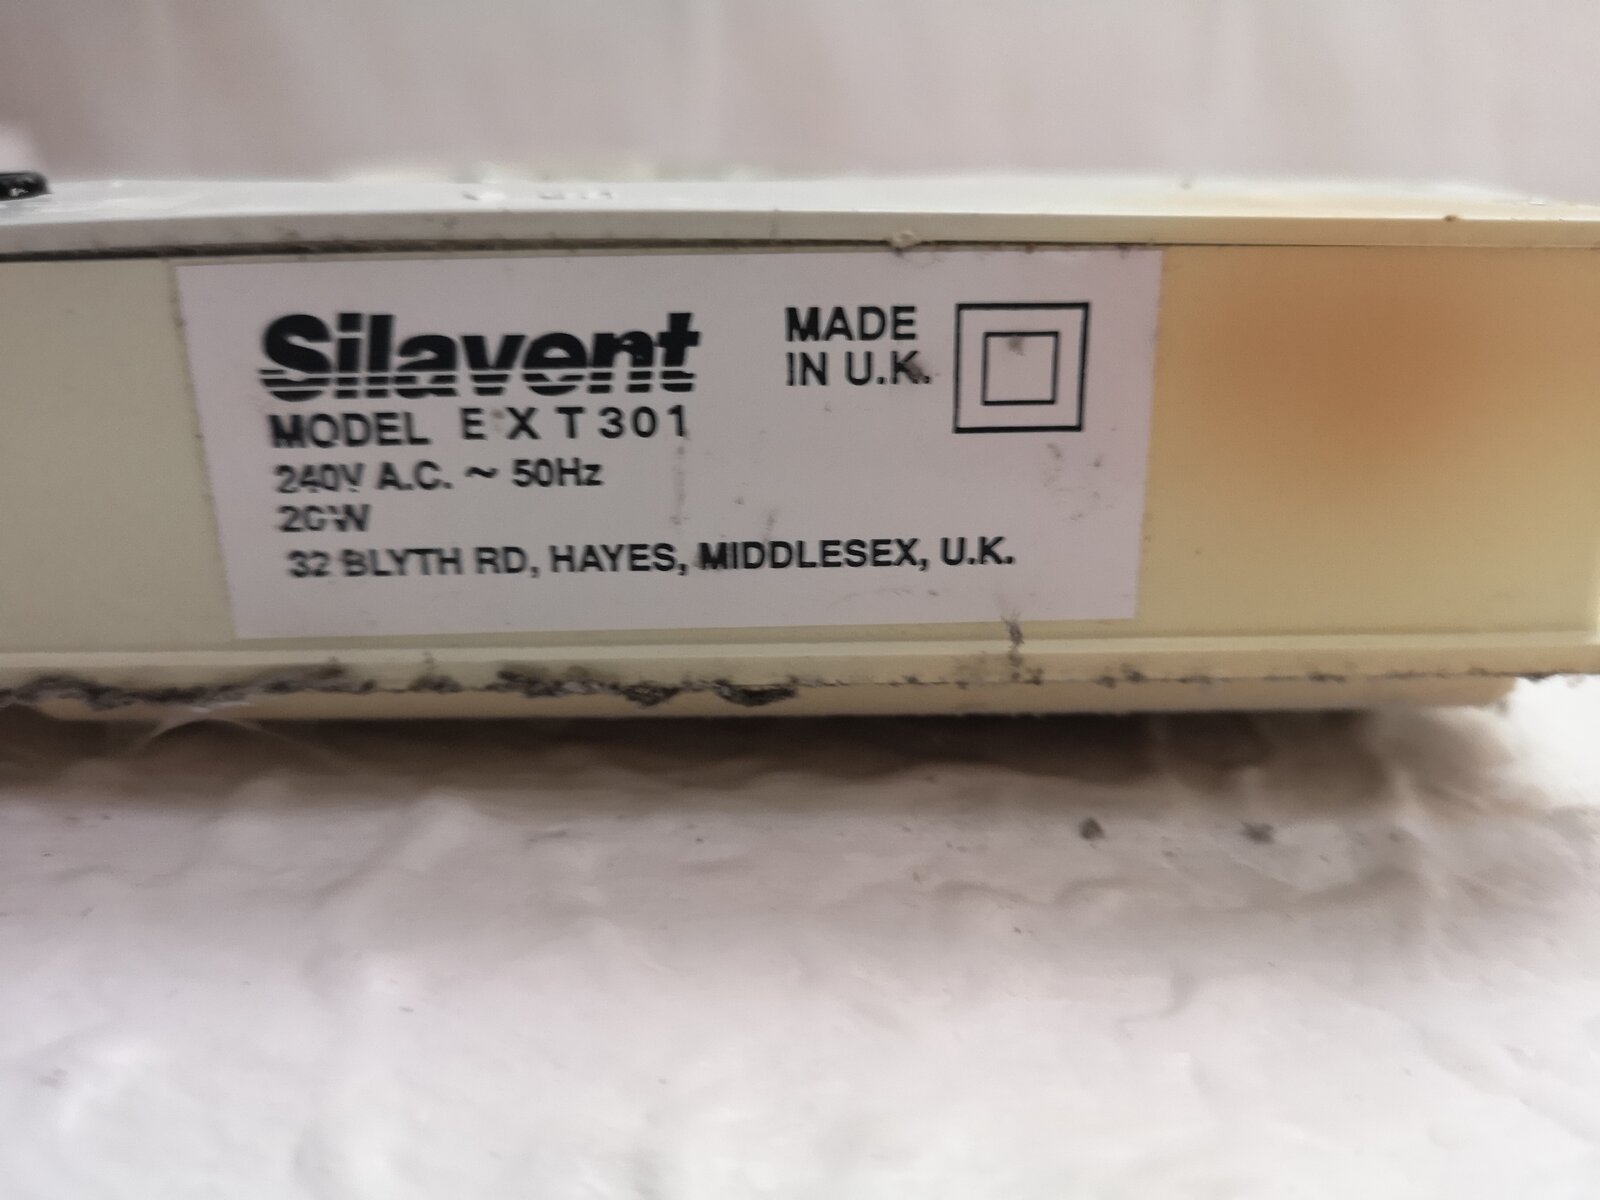 Silavent
MODEL EXT301
240V A.C. ~ 50Hz
20W
32 BLYTH RD, HAYES, MIDDLESEX, U.K.
MADE
IN U.K.